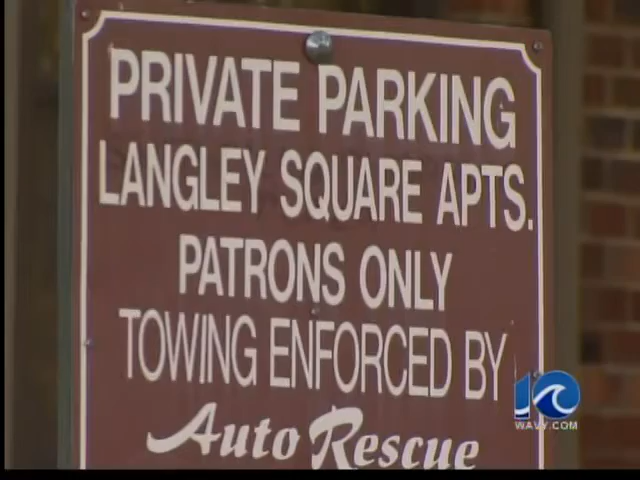 PRIVATE PARKING
LANGLEY SQUARE APTS.
PATRONS ONLY
TOWING ENFORCED BY
Auto Rescue
10
WAVY.COM